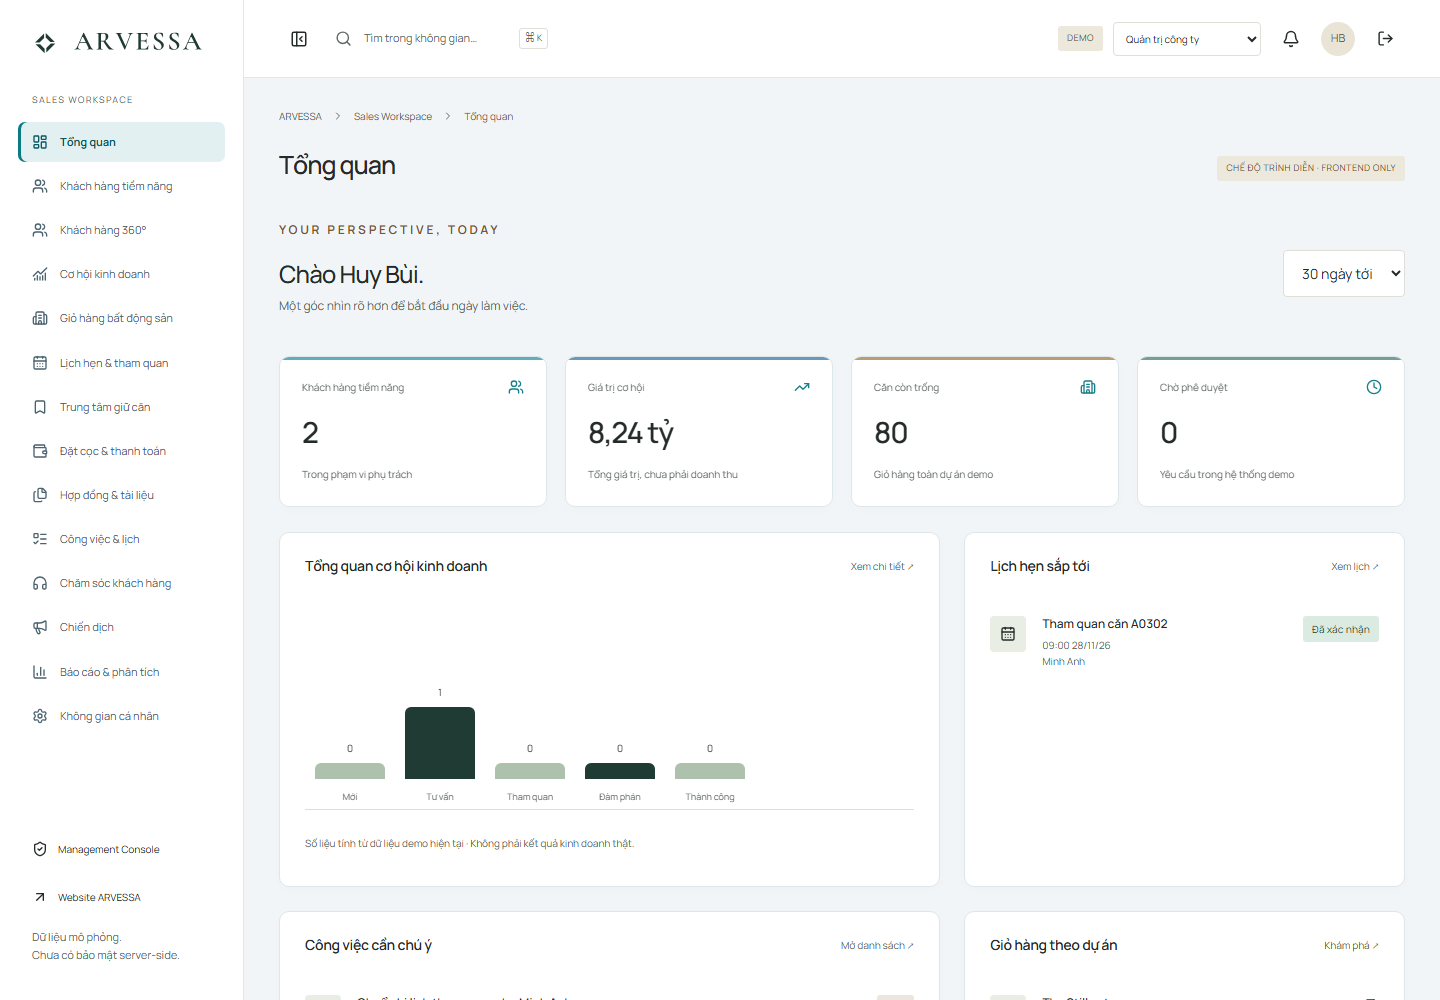 ARVESSA
SALES WORKSPACE
Tổng quan
Khách hàng tiềm năng
Khách hàng 360°
Cơ hội kinh doanh
Giỏ hàng bất động sản
Lịch hẹn & tham quan
Trung tâm giữ căn
Đặt cọc & thanh toán
Hợp đồng & tài liệu
Công việc & lịch
Chăm sóc khách hàng
Chiến dịch
Báo cáo & phân tích
Không gian cá nhân
Management Console
Website ARVESSA
Dữ liệu mô phỏng.
Chưa có bảo mật server-side.
Tìm trong không gian...
⌘ K
DEMO
Quản trị công ty
HB
ARVESSA > Sales Workspace > Tổng quan
Tổng quan
CHẾ ĐỘ TRÌNH DIỄN · FRONTEND ONLY
YOUR PERSPECTIVE, TODAY
Chào Huy Bùi.
Một góc nhìn rõ hơn để bắt đầu ngày làm việc.
30 ngày tới
Khách hàng tiềm năng
2
Trong phạm vi phụ trách
Giá trị cơ hội
8,24 tỷ
Tổng giá trị, chưa phải doanh thu
Căn còn trống
80
Giỏ hàng toàn dự án demo
Chờ phê duyệt
0
Yêu cầu trong hệ thống demo
Tổng quan cơ hội kinh doanh
Xem chi tiết ↗
0
1
0
0
0
Mới
Tư vấn
Tham quan
Đàm phán
Thành công
Số liệu tính từ dữ liệu demo hiện tại · Không phải kết quả kinh doanh thật.
Lịch hẹn sắp tới
Xem lịch ↗
Tham quan căn A0302
09:00 28/11/26
Minh Anh
Đã xác nhận
Công việc cần chú ý
Mở danh sách ↗
Giỏ hàng theo dự án
Khám phá ↗